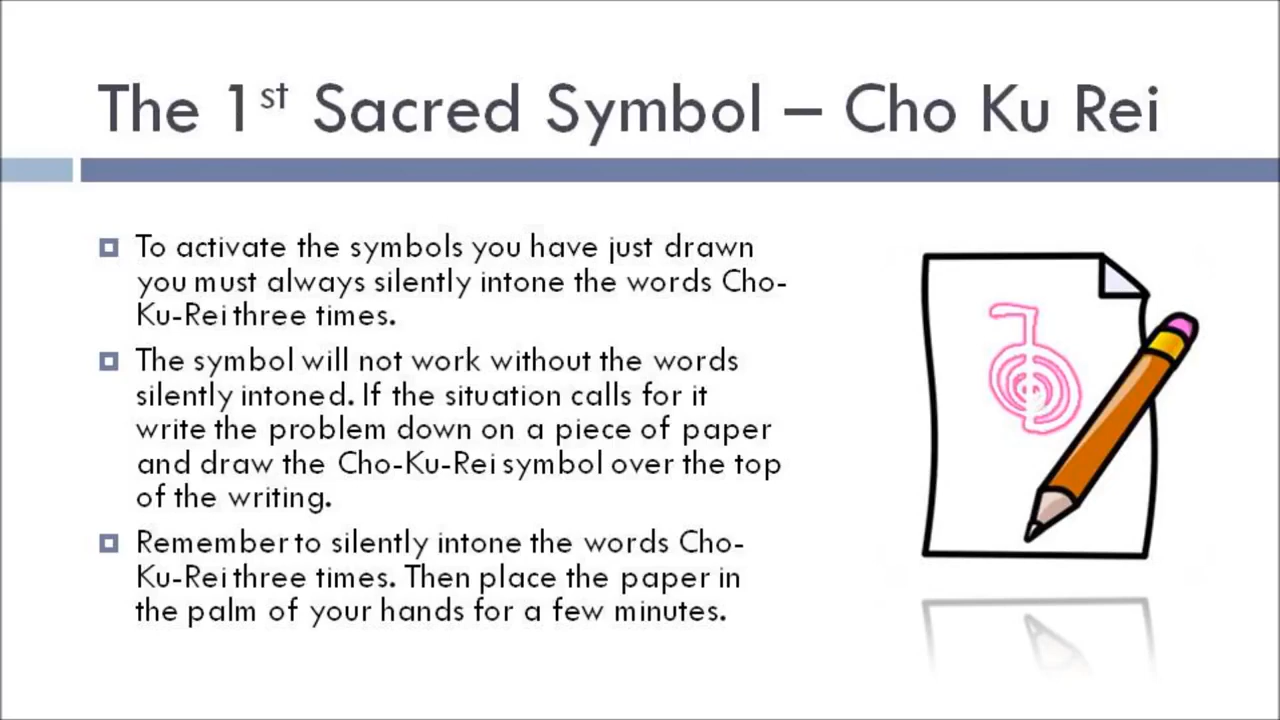 The 1st Sacred Symbol – Cho Ku Rei
To activate the symbols you have just drawn
you must always silently intone the words Cho-
Ku-Rei three times.
The symbol will not work without the words
silently intoned. If the situation calls for it
write the problem down on a piece of paper
and draw the Cho-Ku-Rei symbol over the top
of the writing.
Remember to silently intone the words Cho-
Ku-Rei three times. Then place the paper in
the palm of your hands for a few minutes.